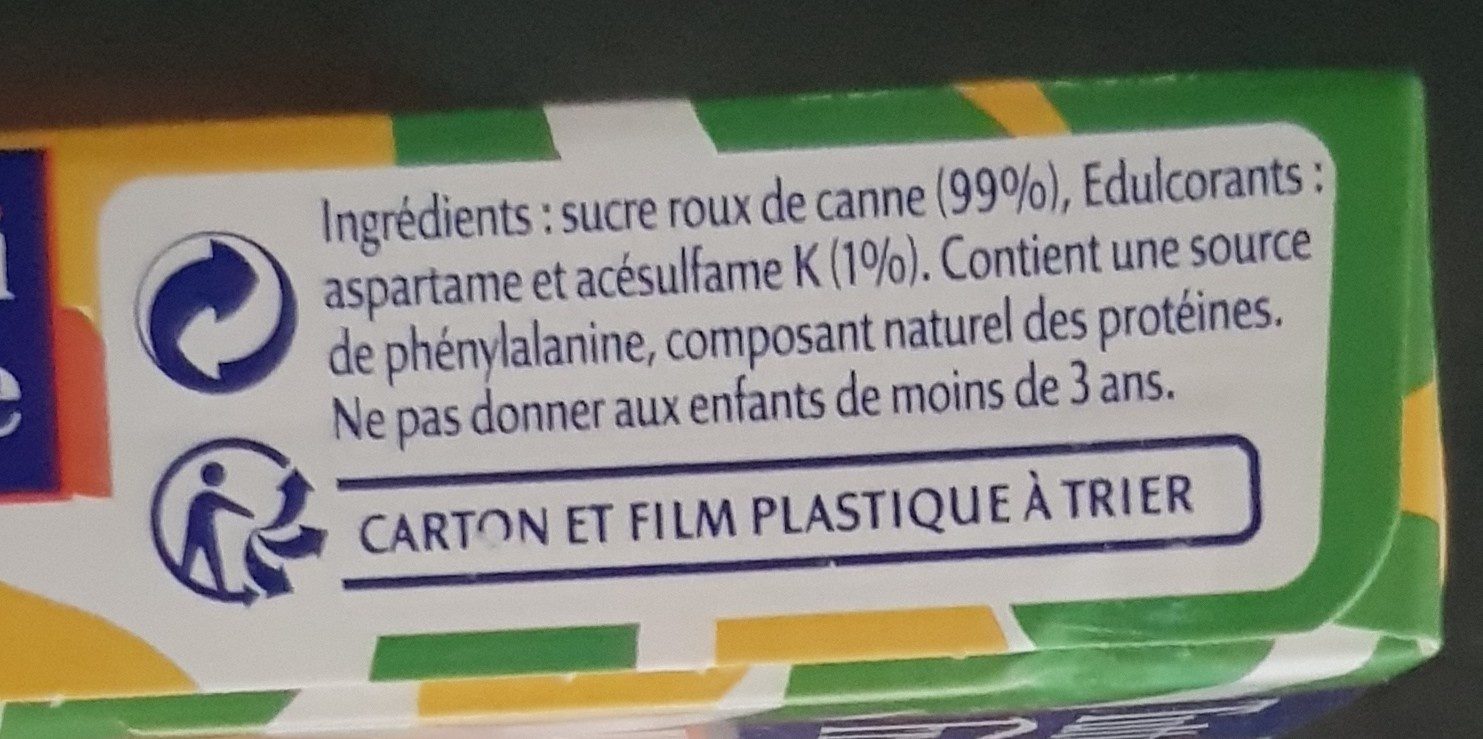 Ingrédients : sucre roux de canne (99%), Edulcorants :
aspartame et acésulfame K (1%). Contient une source
de phénylalanine, composant naturel des protéines.
Ne pas donner aux enfants de moins de 3 ans.
CARTON ET FILM PLASTIQUE À TRIER